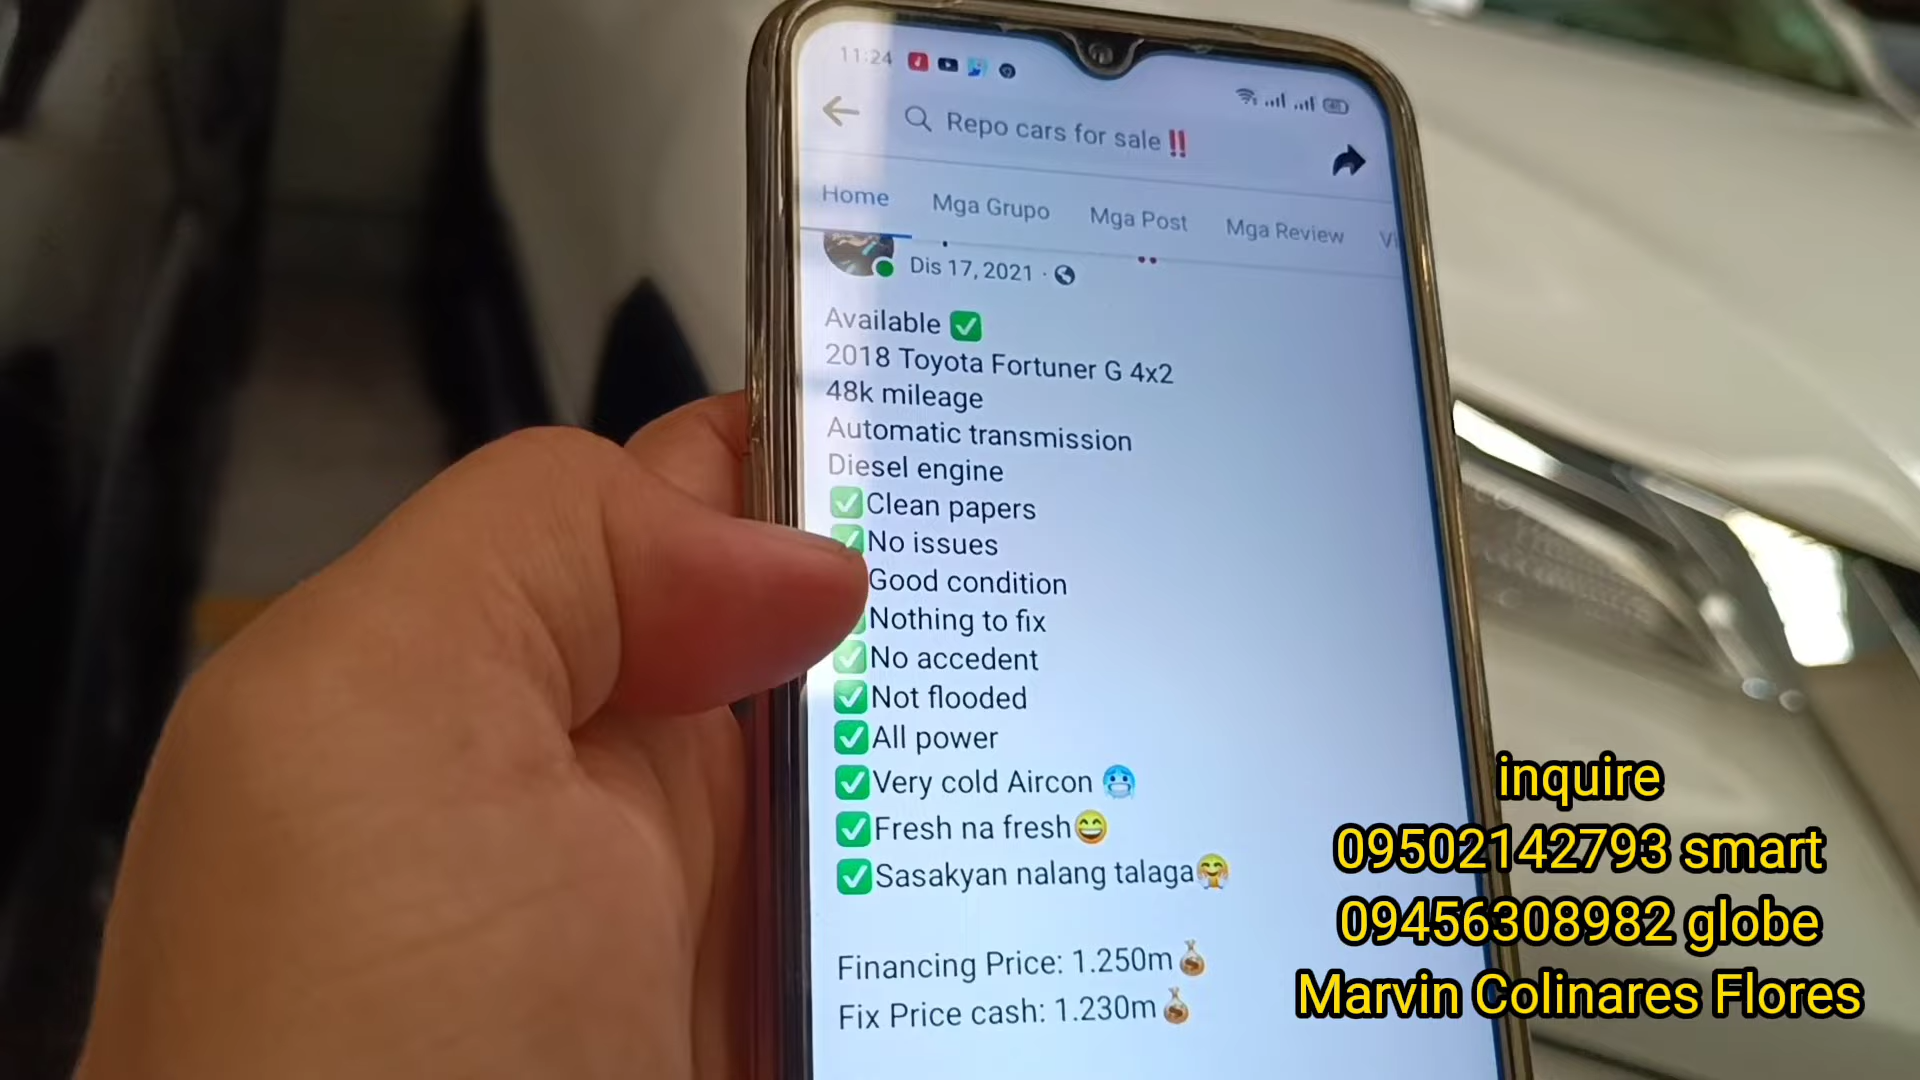 11:24
Repo cars for sale‼️
Home Mga Grupo Mga Post Mga Review Vi
Dis 17, 2021 ·
Available ✅
2018 Toyota Fortuner G 4x2
48k mileage
Automatic transmission
Diesel engine
✅Clean papers
✅No issues
Good condition
✅Nothing to fix
✅No accedent
✅Not flooded
✅All power
✅Very cold Aircon 🥶
✅Fresh na fresh😄
✅Sasakyan nalang talaga🤗
Financing Price: 1.250m💰
Fix Price cash: 1.230m💰
inquire
09502142793 smart
09456308982 globe
Marvin Colinares Flores